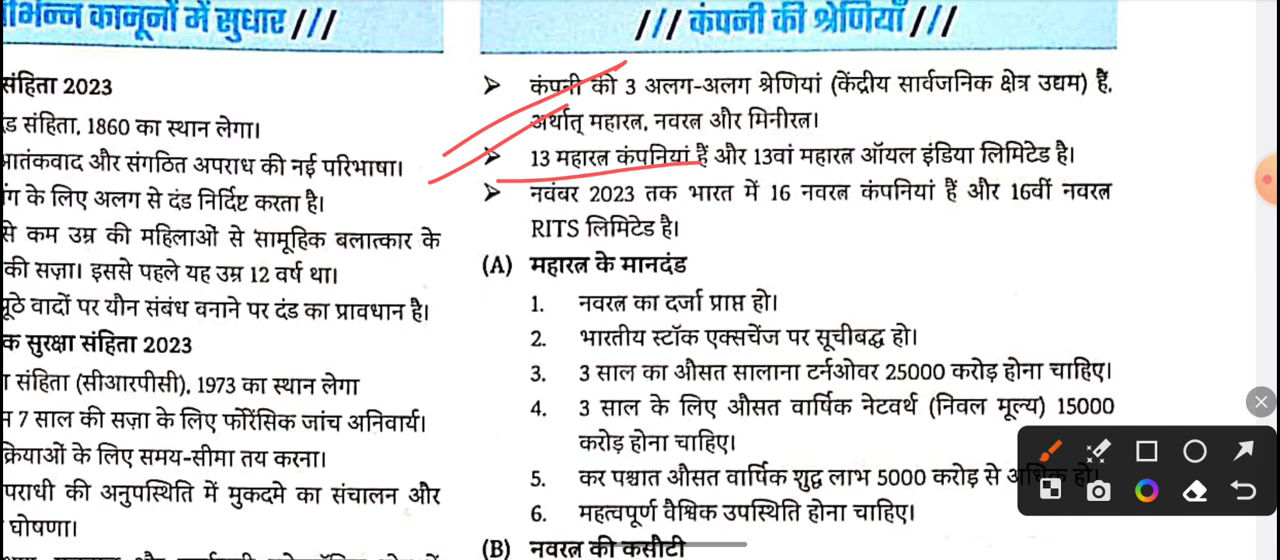 कानूनों में सुधार ///
संहिता 2023
संहिता, 1860 का स्थान लेगा।
आतंकवाद और संगठित अपराध की नई परिभाषा।
के लिए अलग से दंड निर्दिष्ट करता है।
से कम उम्र की महिलाओं से सामूहिक बलात्कार के
की सज़ा। इससे पहले यह उम्र 12 वर्ष था।
वादों पर यौन संबंध बनाने पर दंड का प्रावधान है।
क सुरक्षा संहिता 2023
संहिता (सीआरपीसी), 1973 का स्थान लेगा
7 साल की सज़ा के लिए फोरेंसिक जांच अनिवार्य।
क्रियाओं के लिए समय-सीमा तय करना।
पराधी की अनुपस्थिति में मुकदमे का संचालन और
घोषणा।
/// कंपनी की श्रेणियाँ ///
➢ कंपनी की 3 अलग-अलग श्रेणियां (केंद्रीय सार्वजनिक क्षेत्र उद्यम) हैं,
अर्थात् महारत्न, नवरत्न और मिनीरत्न।
➢ 13 महारत्न कंपनियां हैं और 13वां महारत्न ऑयल इंडिया लिमिटेड है।
➢ नवंबर 2023 तक भारत में 16 नवरत्न कंपनियां हैं और 16वीं नवरत्न
RITS लिमिटेड है।
(A) महारत्न के मानदंड
1. नवरत्न का दर्जा प्राप्त हो।
2. भारतीय स्टॉक एक्सचेंज पर सूचीबद्ध हो।
3. 3 साल का औसत सालाना टर्नओवर 25000 करोड़ होना चाहिए।
4. 3 साल के लिए औसत वार्षिक नेटवर्थ (निवल मूल्य) 15000
करोड़ होना चाहिए।
5. कर पश्चात औसत वार्षिक शुद्ध लाभ 5000 करोड़ से अधिक हो।
6. महत्वपूर्ण वैश्विक उपस्थिति होना चाहिए।
(B) नवरत्न की कसौटी